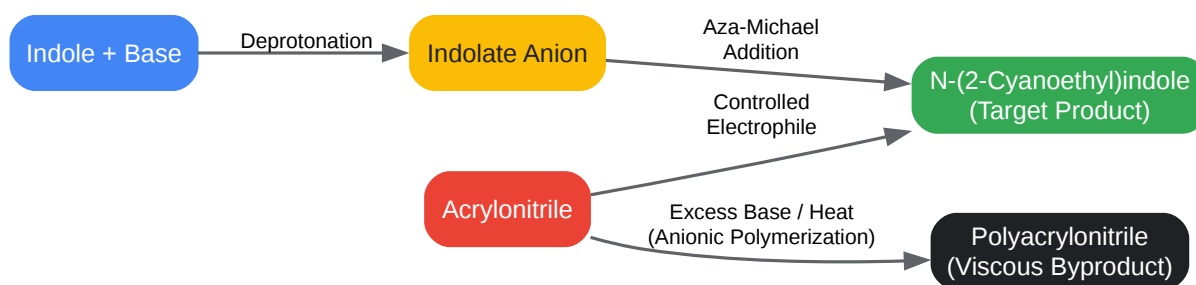 Indole + Base
Deprotonation
Indolate Anion
Aza-Michael
Addition
N-(2-Cyanoethyl)indole
(Target Product)
Controlled
Electrophile
Acrylonitrile
Excess Base / Heat
(Anionic Polymerization)
Polyacrylonitrile
(Viscous Byproduct)